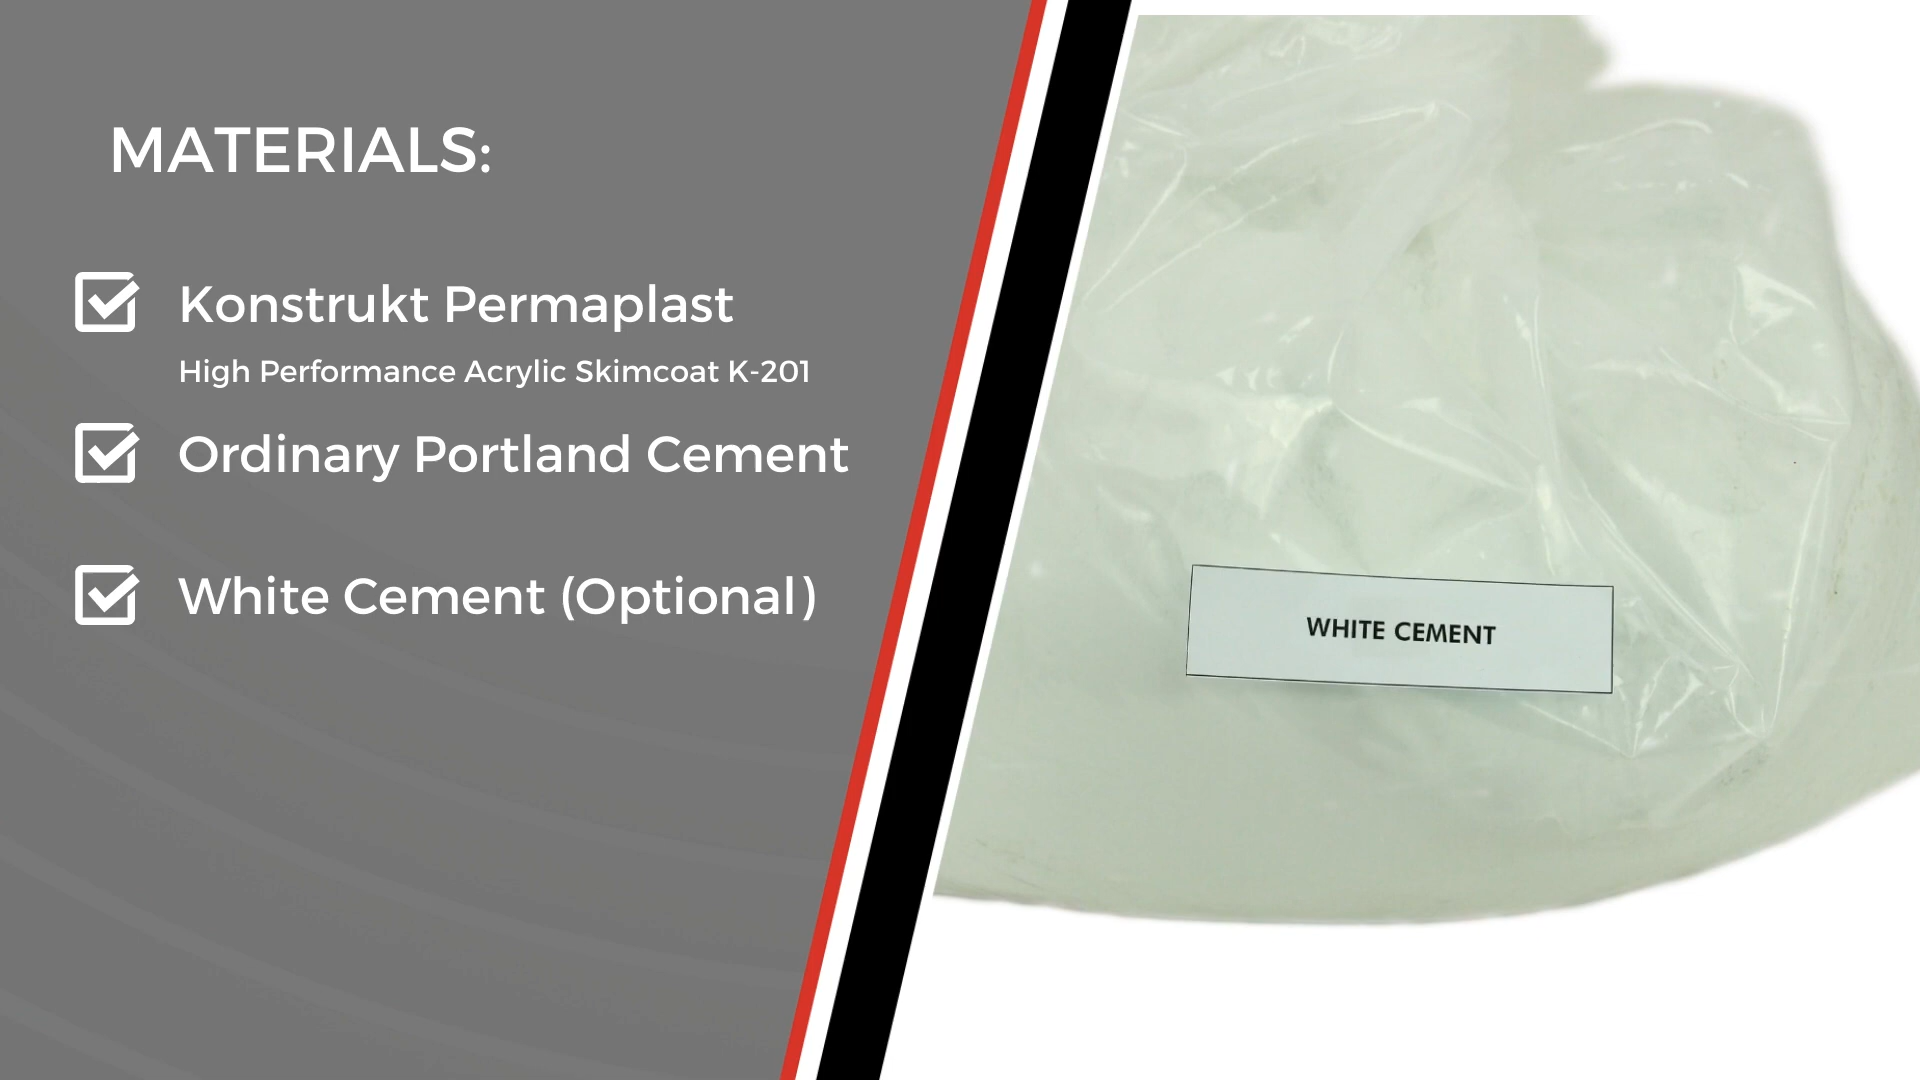 MATERIALS:
Konstrukt Permaplast
High Performance Acrylic Skimcoat K-201
Ordinary Portland Cement
White Cement (Optional)
WHITE CEMENT